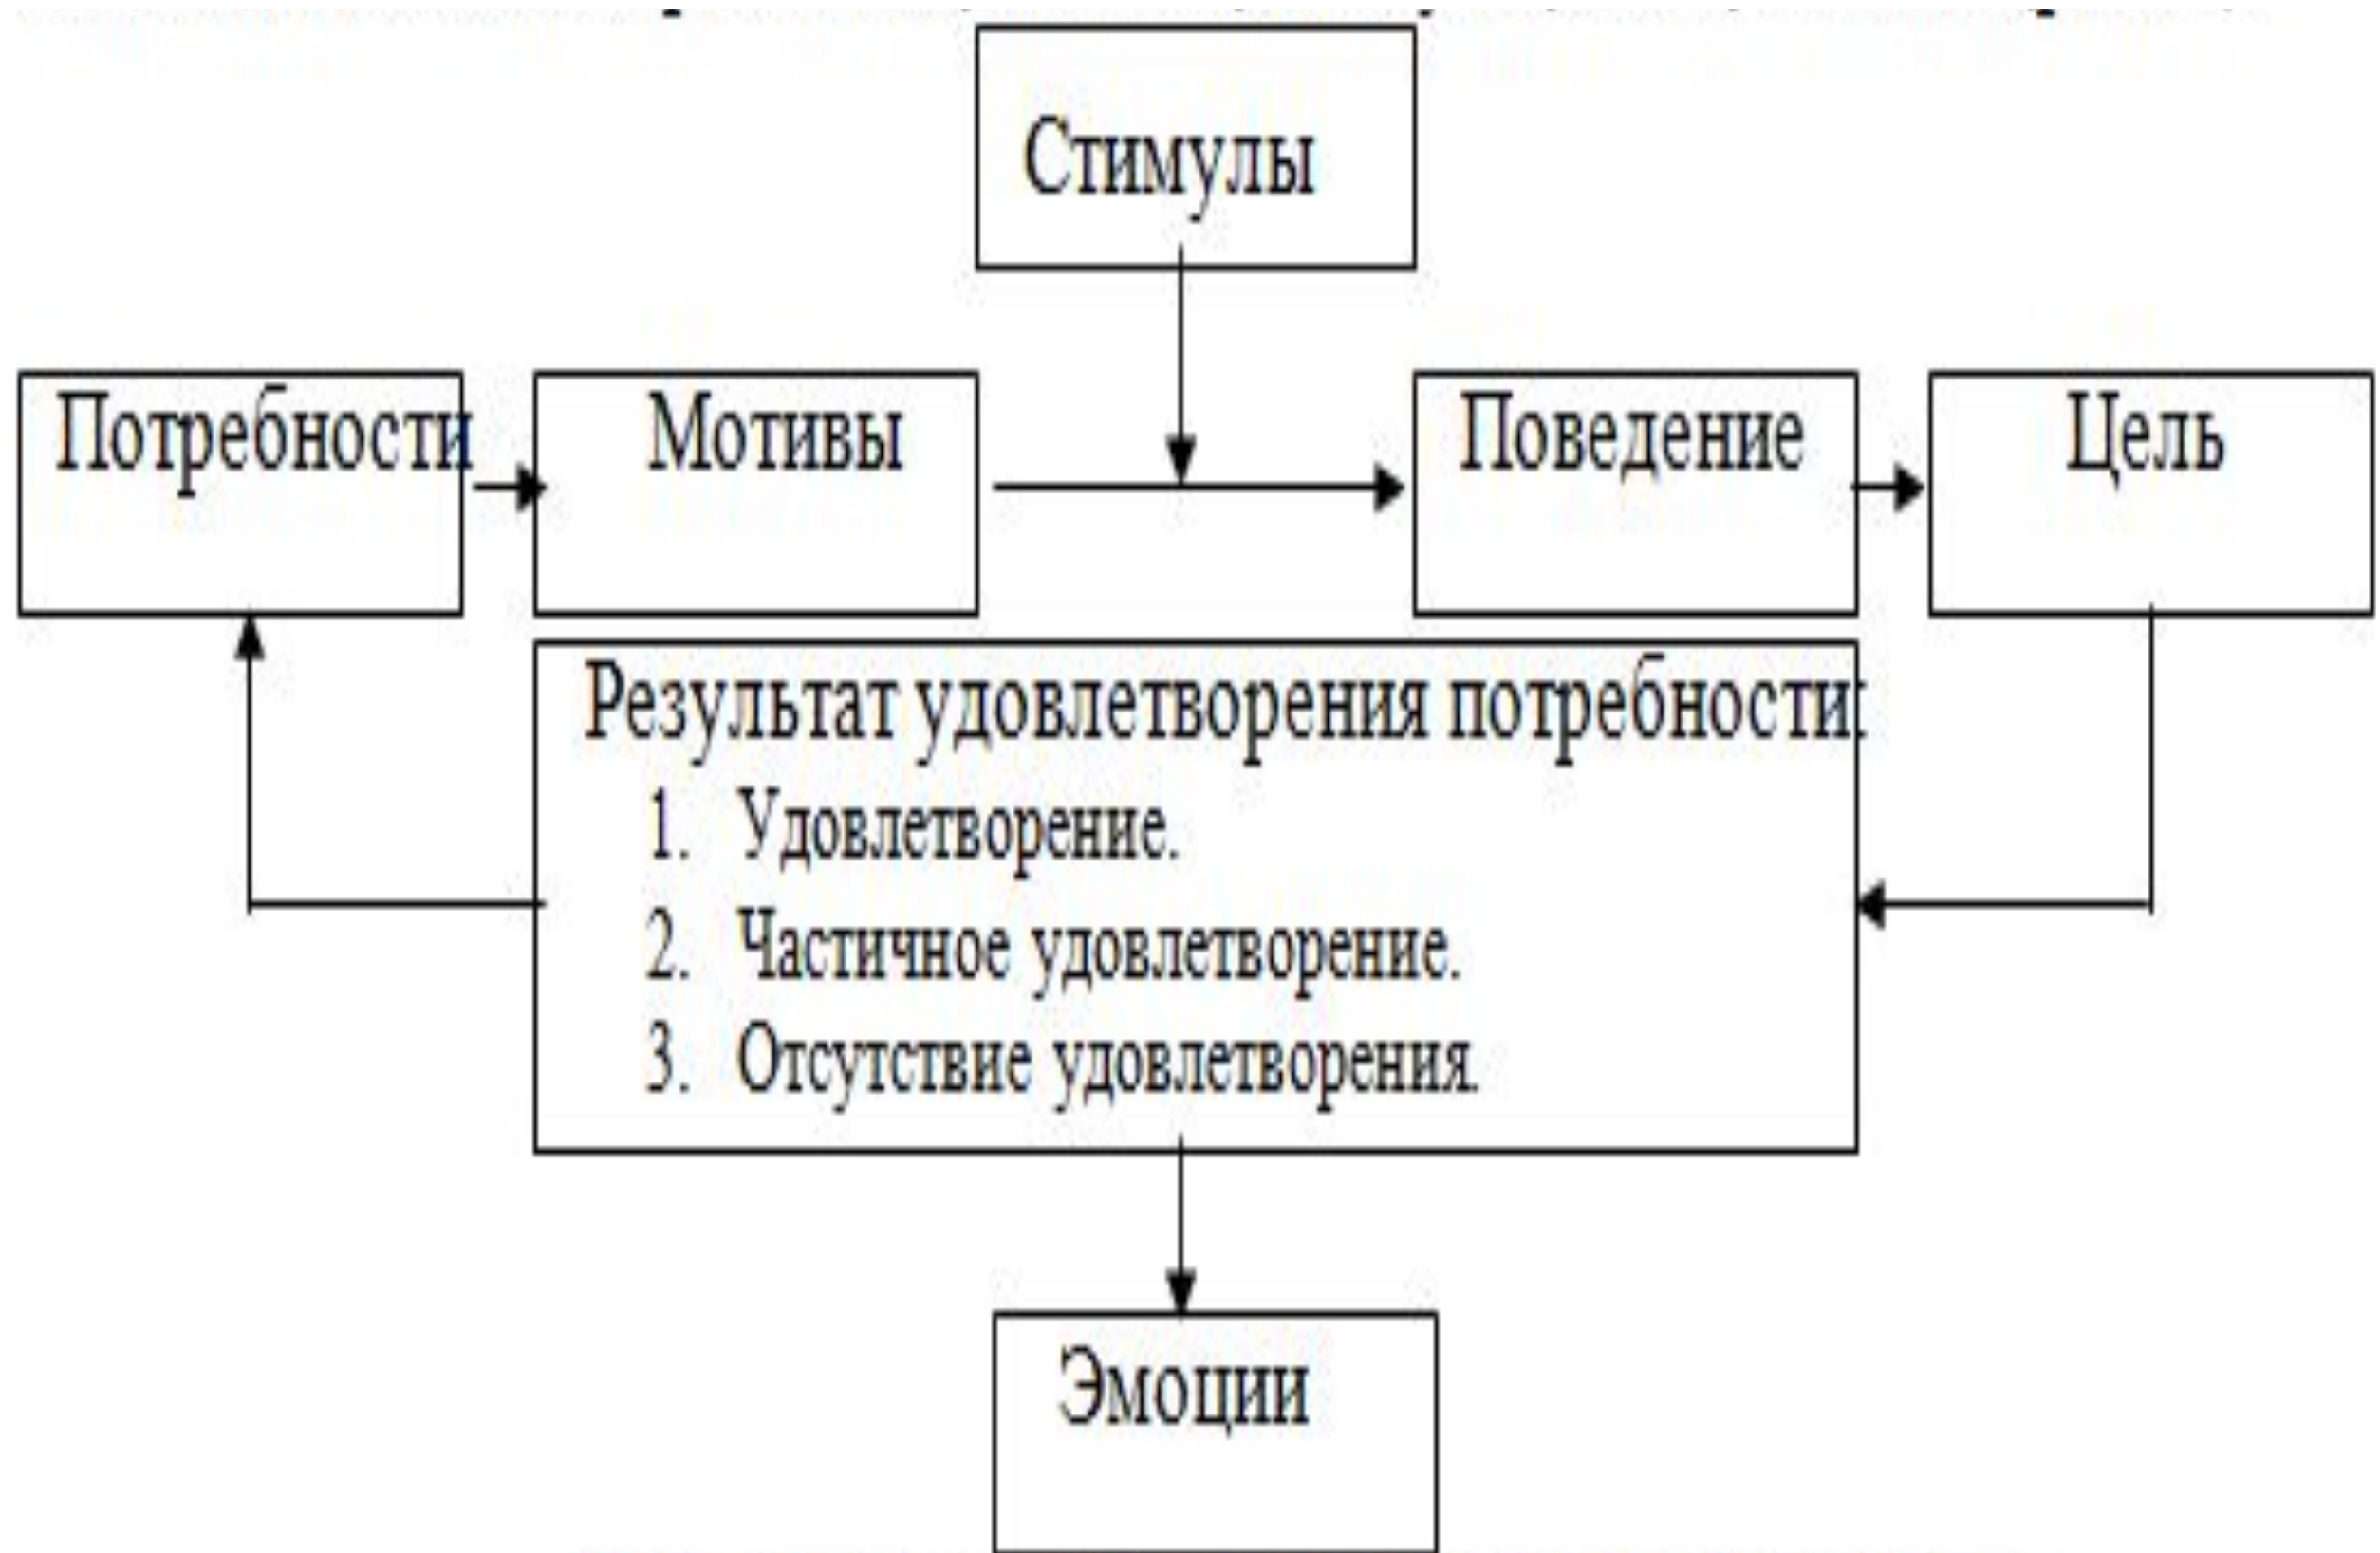 Стимулы
Потребности
Мотивы
Поведение
Цель
Результат удовлетворения потребности:
1. Удовлетворение.
2. Частичное удовлетворение.
3. Отсутствие удовлетворения.
Эмоции